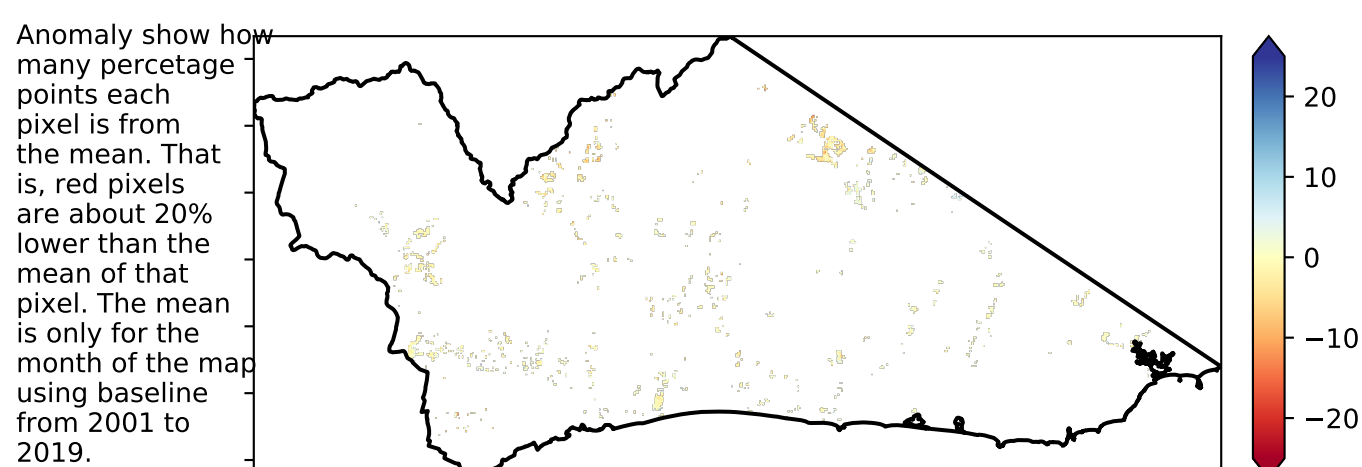 Anomaly show how
many percetage
points each
pixel is from
the mean. That
is, red pixels
are about 20%
lower than the
mean of that
pixel. The mean
is only for the
month of the map
using baseline
from 2001 to
2019.
20
10
0
−10
−20